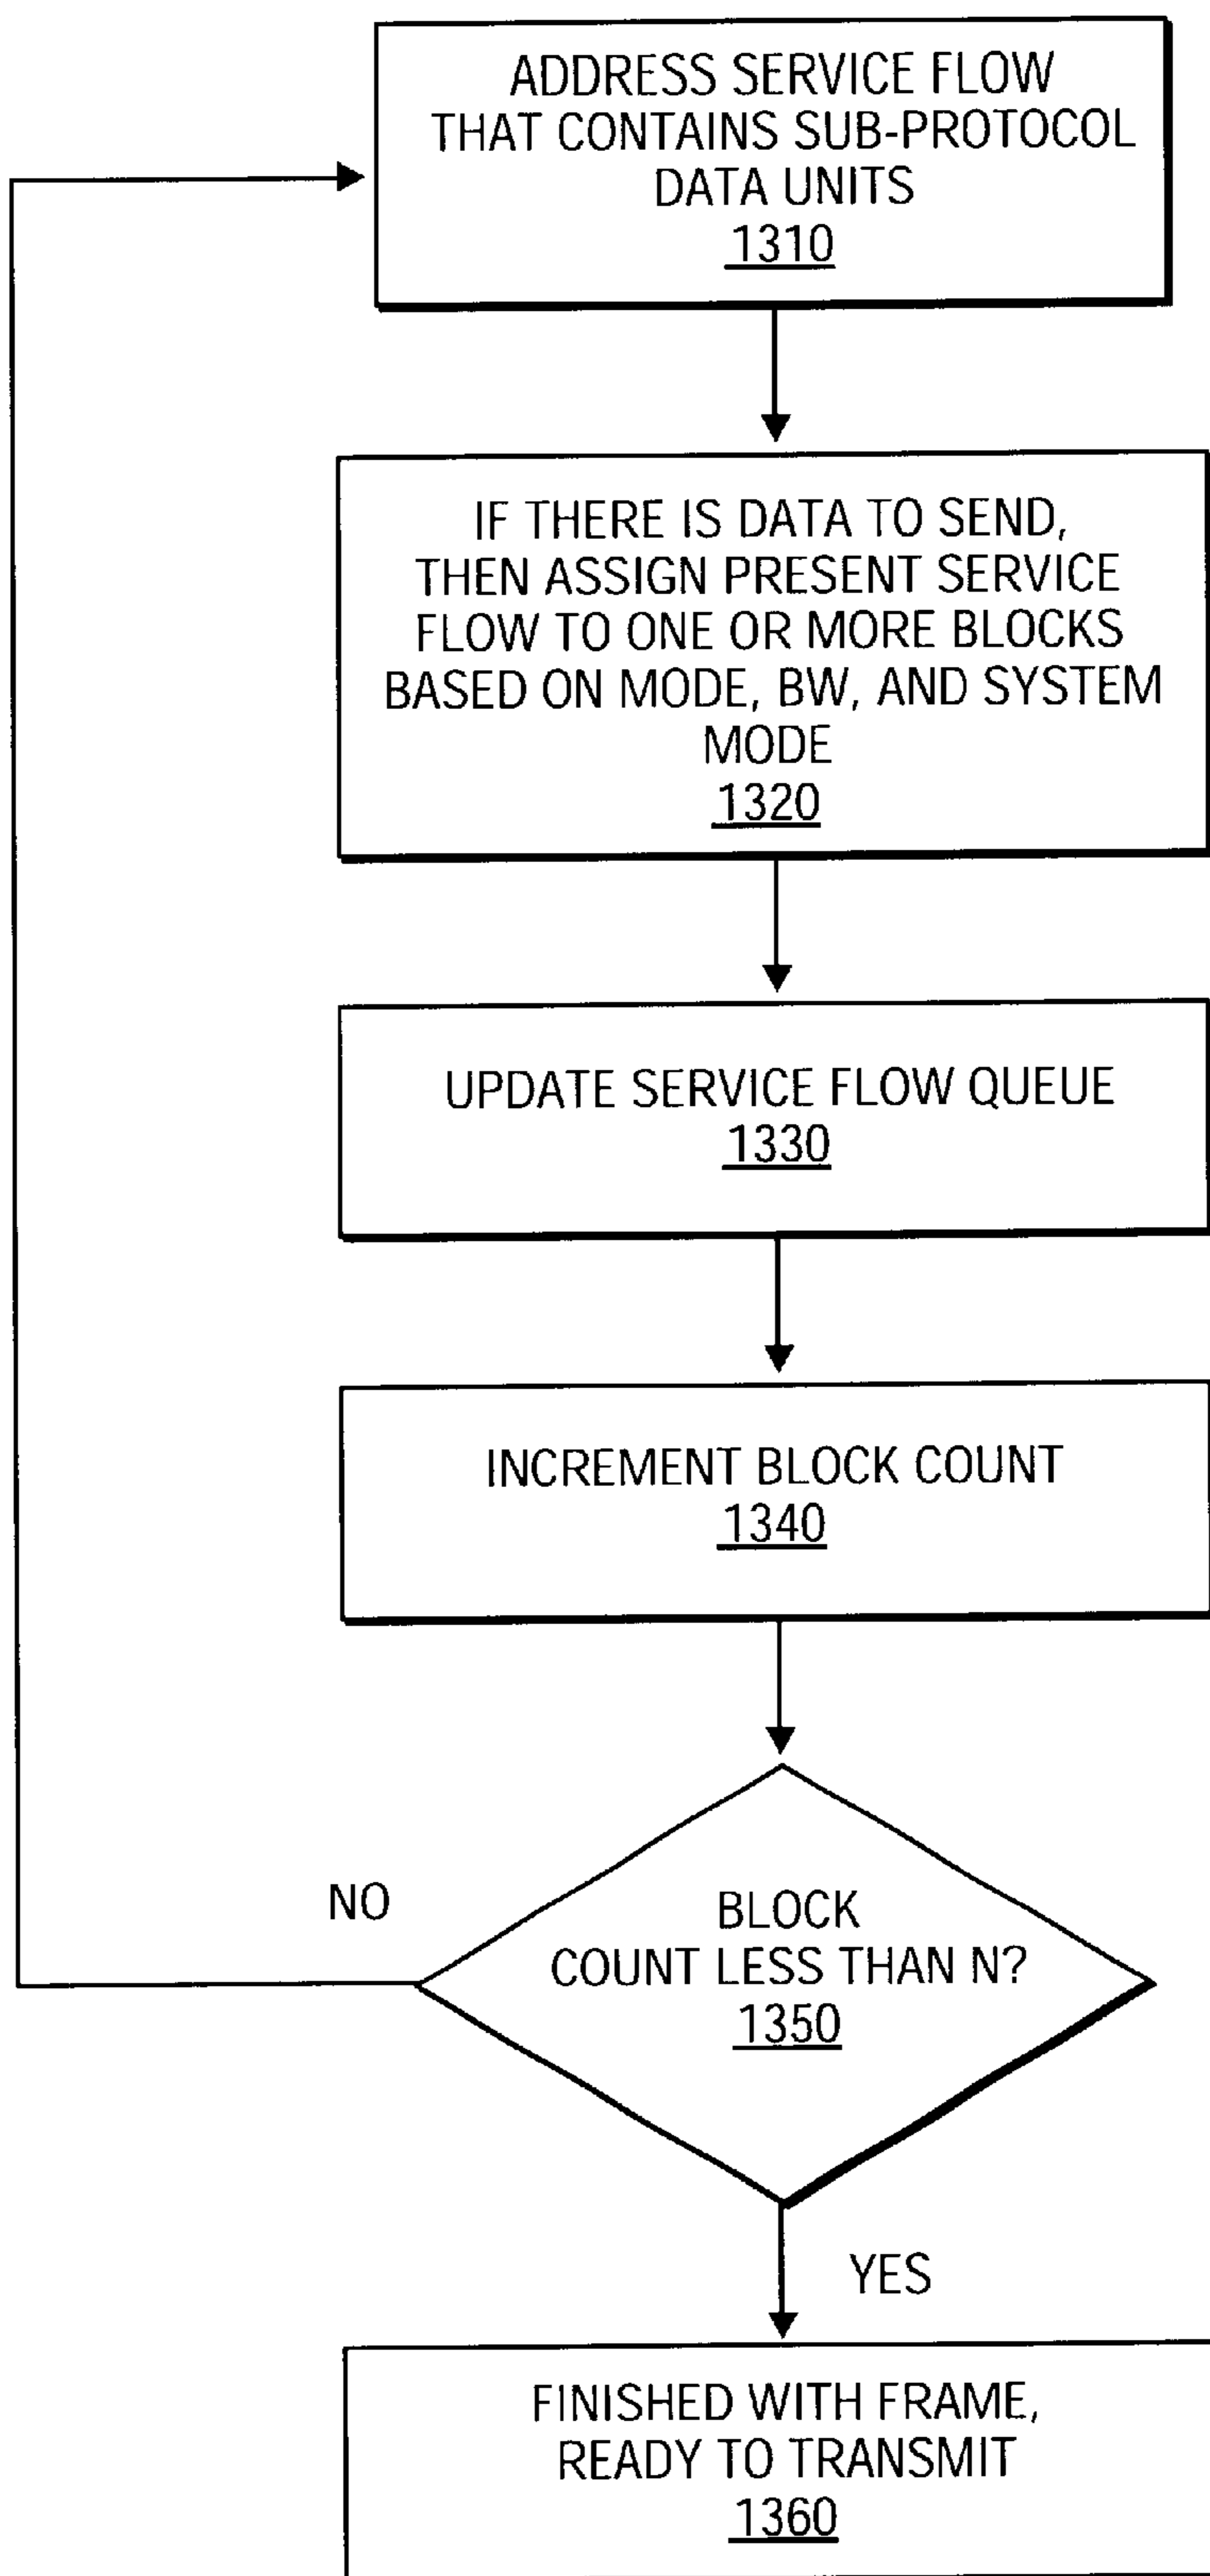 ADDRESS SERVICE FLOW
THAT CONTAINS SUB-PROTOCOL
DATA UNITS
1310
IF THERE IS DATA TO SEND,
THEN ASSIGN PRESENT SERVICE
FLOW TO ONE OR MORE BLOCKS
BASED ON MODE, BW, AND SYSTEM
MODE
1320
UPDATE SERVICE FLOW QUEUE
1330
INCREMENT BLOCK COUNT
1340
NO
BLOCK
COUNT LESS THAN N?
1350
YES
FINISHED WITH FRAME,
READY TO TRANSMIT
1360